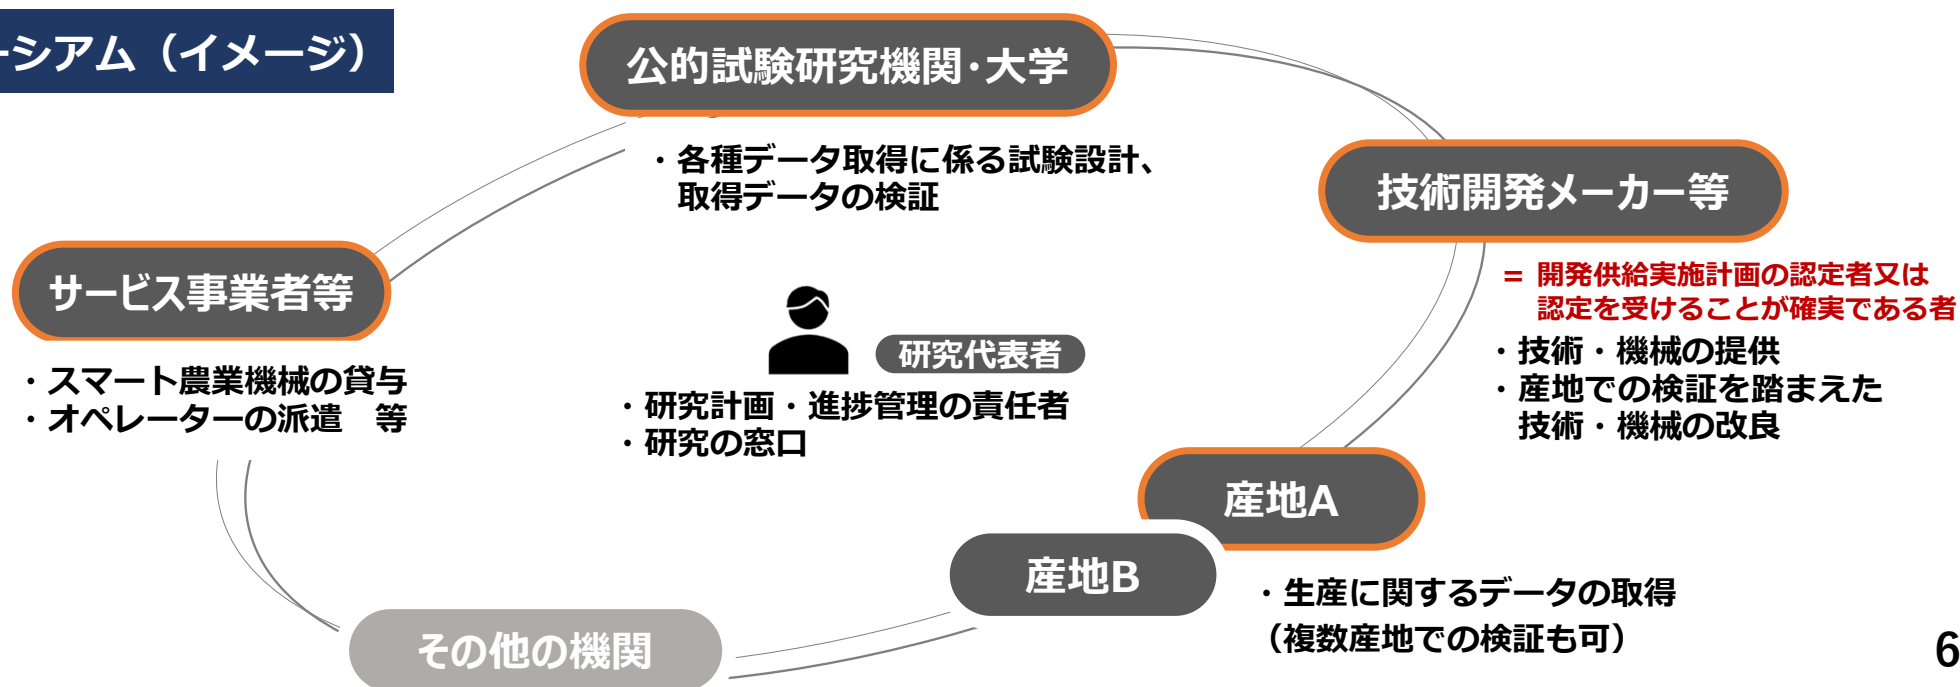 ーシアム（イメージ）
公的試験研究機関・大学
・各種データ取得に係る試験設計、
取得データの検証
技術開発メーカー等
= 開発供給実施計画の認定者又は
認定を受けることが確実である者
・技術・機械の提供
・産地での検証を踏まえた
技術・機械の改良
サービス事業者等
・スマート農業機械の貸与
・オペレーターの派遣　等
研究代表者
・研究計画・進捗管理の責任者
・研究の窓口
産地A
産地B
・生産に関するデータの取得
（複数産地での検証も可）
その他の機関
6